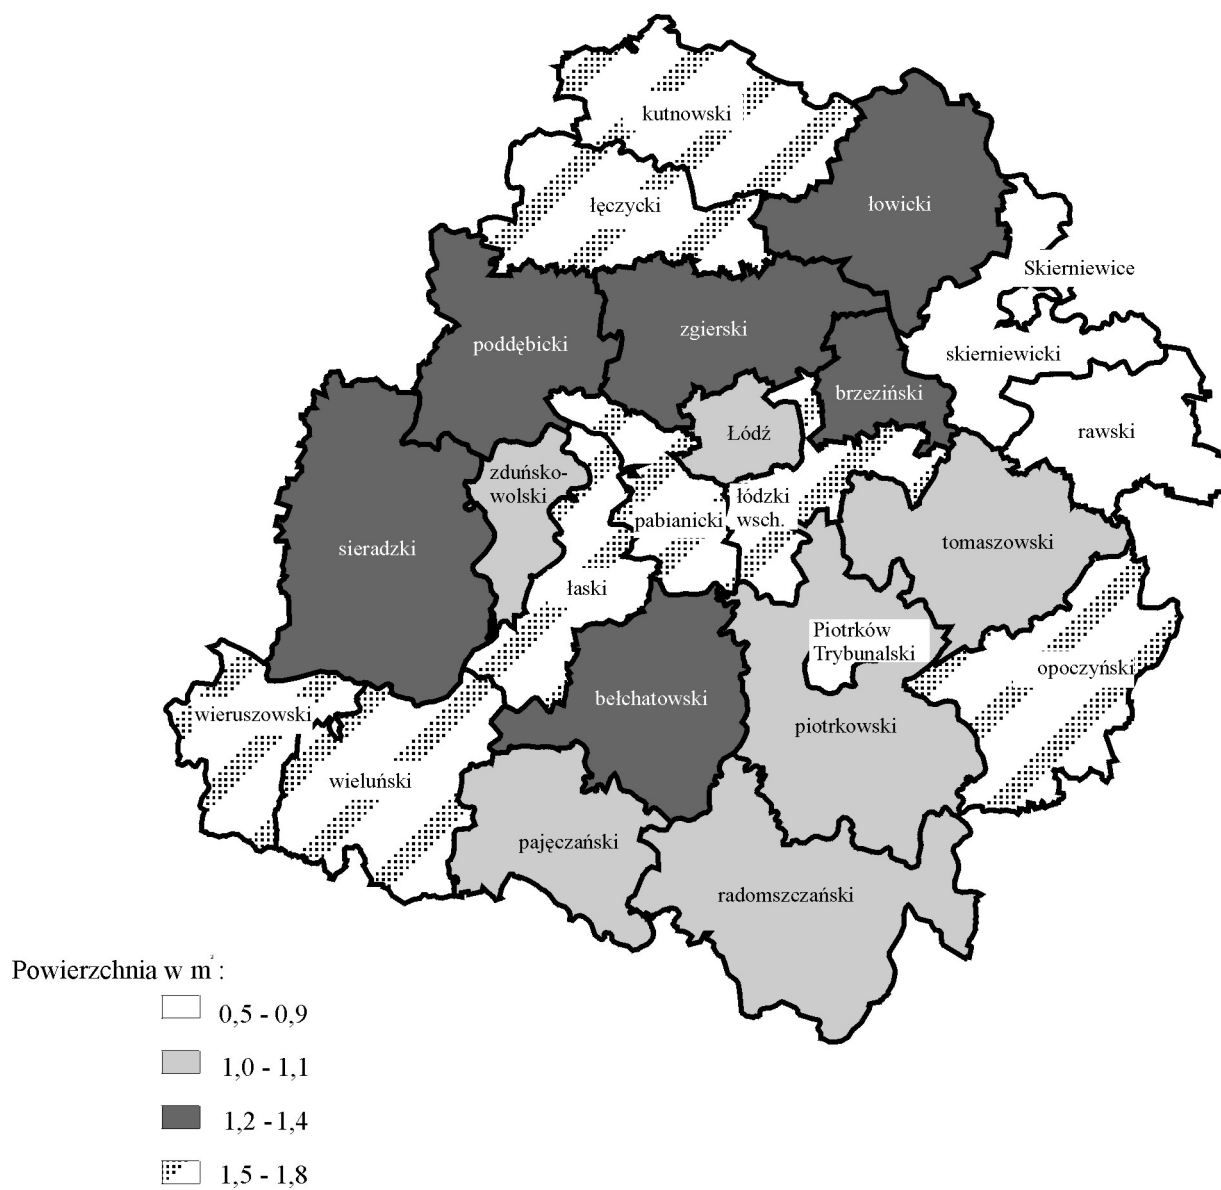 kutnowski
łęczycki
łowicki
Skierniewice
poddębicki
zgierski
skierniewicki
brzeziński
rawski
Łódź
zduńsko-
wolski
łódzki
wsch.
pabianicki
sieradzki
tomaszowski
łaski
Piotrków
Trybunalski
opoczyński
bełchatowski
wieruszowski
piotrkowski
wieluński
pajęczański
radomszczański
Powierzchnia w m²:
0,5 - 0,9
1,0 - 1,1
1,2 - 1,4
1,5 - 1,8